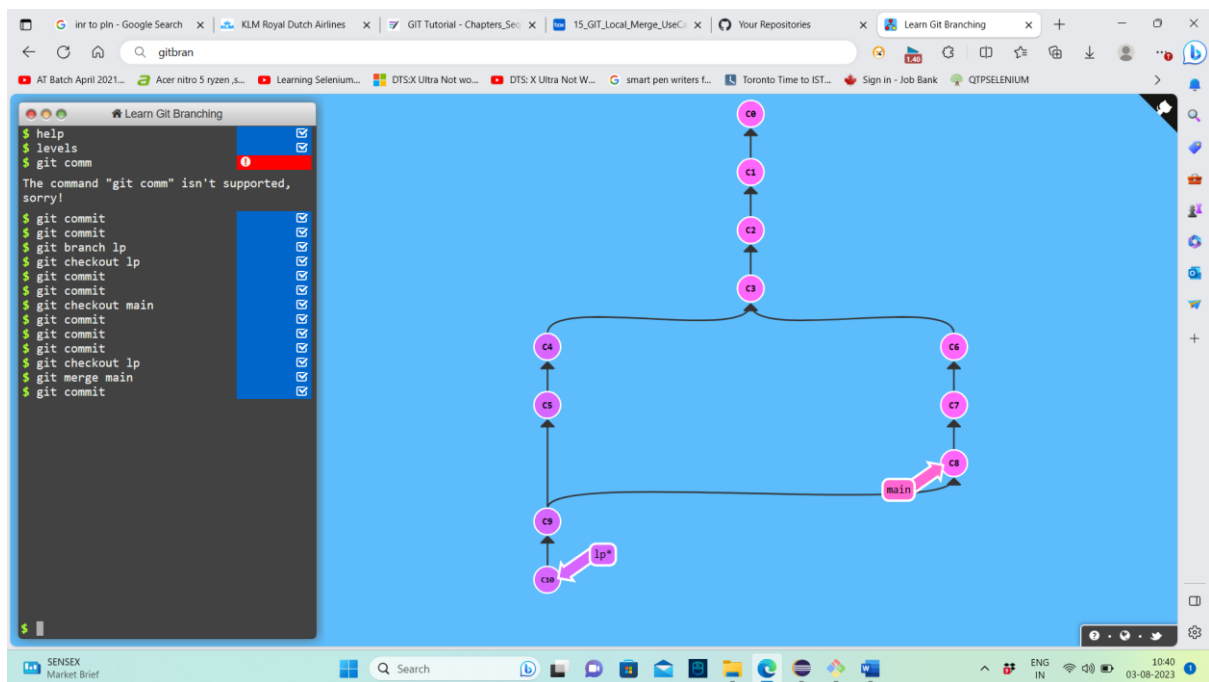 inr to pln - Google Search
KLM Royal Dutch Airlines
GIT Tutorial - Chapters_Seq
15_GIT_Local_Merge_UseC
Your Repositories
Learn Git Branching
gitbran
1.40
AT Batch April 2021...
Acer nitro 5 ryzen ,s...
Learning Selenium...
DTS:X Ultra Not wo...
DTS: X Ultra Not W...
smart pen writers f...
Toronto Time to IST...
Sign in - Job Bank
QTPSELENIUM
Learn Git Branching
$ help
$ levels
$ git comm
The command "git comm" isn't supported,
sorry!
$ git commit
$ git commit
$ git branch lp
$ git checkout lp
$ git commit
$ git commit
$ git checkout main
$ git commit
$ git commit
$ git commit
$ git checkout lp
$ git merge main
$ git commit
$
C0
C1
C2
C3
C4
C6
C5
C7
C8
main
C9
lp*
C10
SENSEX
Market Brief
Search
ENG
IN
10:40
03-08-2023
1